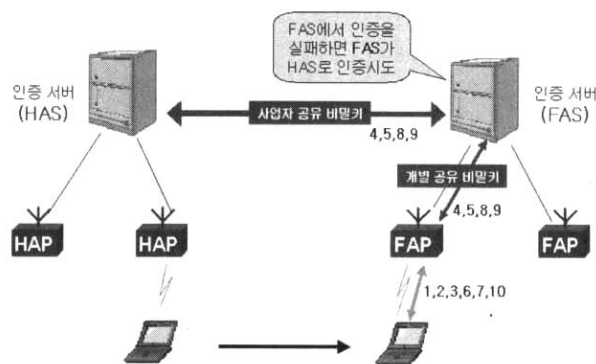 FAS에서 인증을
실패하면 FAS가
HAS로 인증시도
인증 서버
(HAS)
인증 서버
(FAS)
사업자 공유 비밀키
4,5,8,9
개별 공유 비밀키
4,5,8,9
HAP
HAP
FAP
FAP
1,2,3,6,7,10